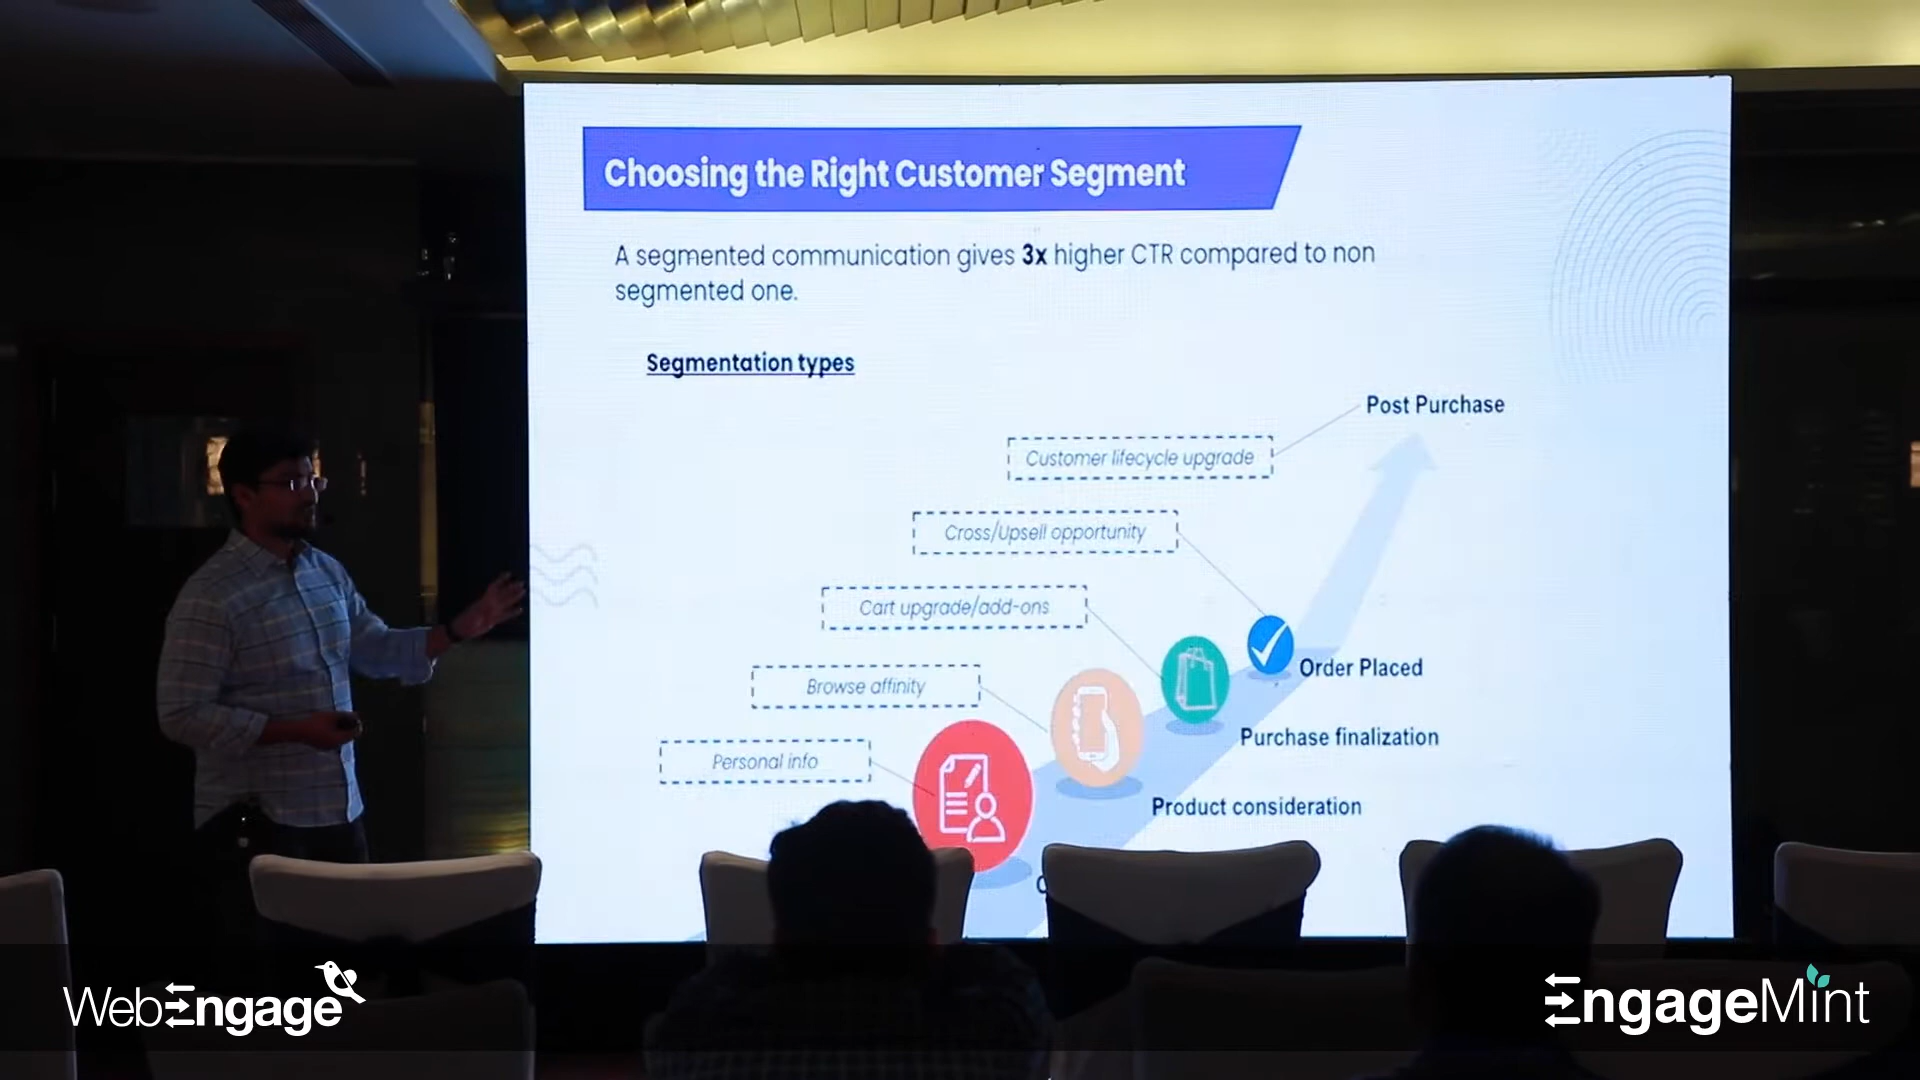 Choosing the Right Customer Segment
A segmented communication gives 3x higher CTR compared to non
segmented one.
Segmentation types
Post Purchase
Customer lifecycle upgrade
Cross/Upsell opportunity
Cart upgrade/add-ons
Order Placed
Browse affinity
Purchase finalization
Personal info
Product consideration
WebEngage
EngageMint